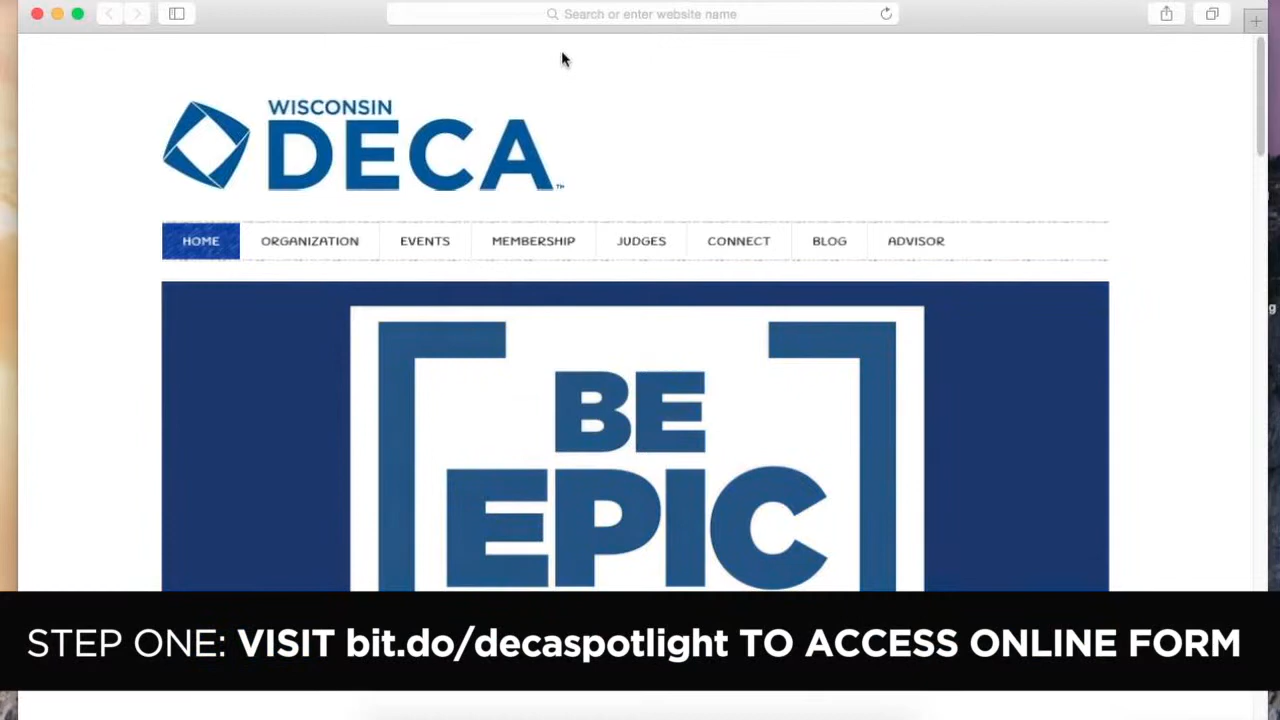 Search or enter website name
WISCONSIN
DECA™
HOME ORGANIZATION EVENTS MEMBERSHIP JUDGES CONNECT BLOG ADVISOR
BE
EPIC
STEP ONE: VISIT bit.do/decaspotlight TO ACCESS ONLINE FORM
g